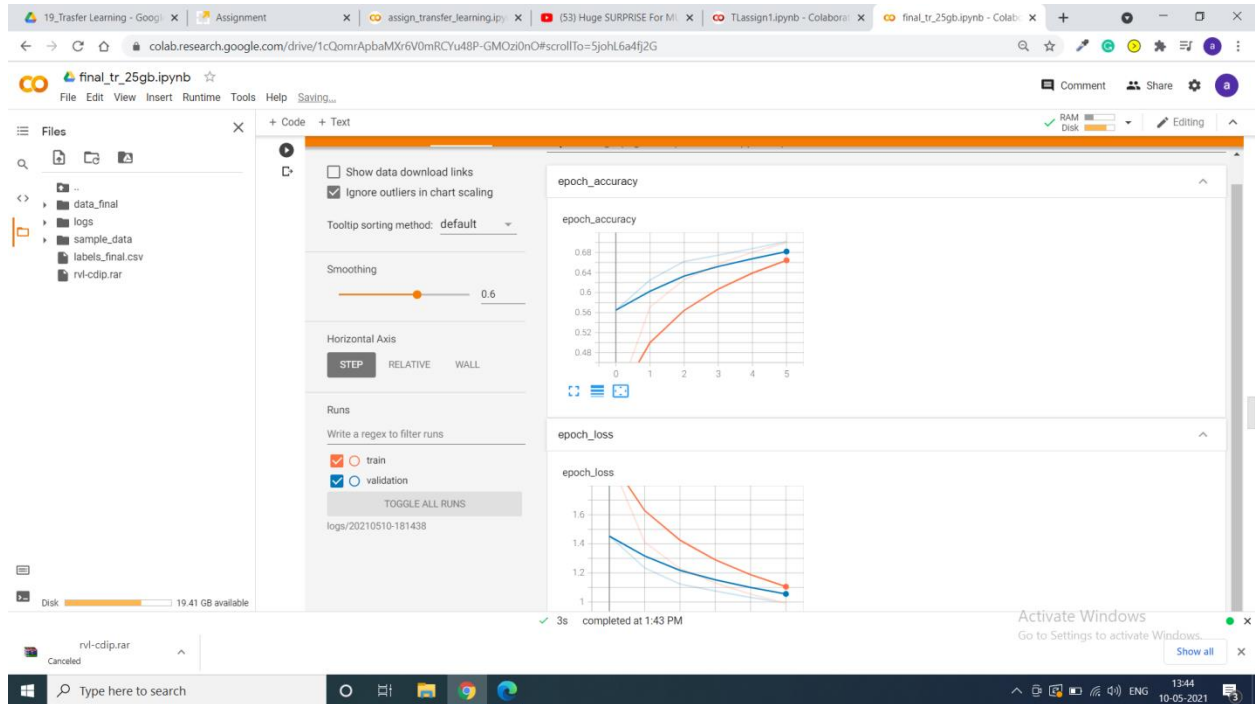 19_Trasfer Learning - Googl
Assignment
assign_transfer_learning.ipy
(53) Huge SURPRISE For M
TLassign1.ipynb - Colaborat
final_tr_25gb.ipynb - Colab
colab.research.google.com/drive/1cQomrApbaMXr6V0mRCYu48P-GMOzi0nO#scrollTo=5johL6a4fj2G
CO
final_tr_25gb.ipynb
File Edit View Insert Runtime Tools Help Saving...
Comment Share a
Files
+ Code + Text
RAM
Disk
Editing
..
data_final
logs
sample_data
labels_final.csv
rvl-cdip.rar
Show data download links
Ignore outliers in chart scaling
Tooltip sorting method: default
Smoothing
0.6
Horizontal Axis
STEP RELATIVE WALL
Runs
Write a regex to filter runs
train
validation
TOGGLE ALL RUNS
logs/20210510-181438
epoch_accuracy
epoch_accuracy
0.68
0.64
0.6
0.56
0.52
0.48
0 1 2 3 4 5
epoch_loss
epoch_loss
1.6
1.4
1.2
1
Disk 19.41 GB available
3s completed at 1:43 PM
Activate Windows
Go to Settings to activate Windows.
rvl-cdip.rar
Canceled
Show all
Type here to search
ENG
13:44
10-05-2021
3